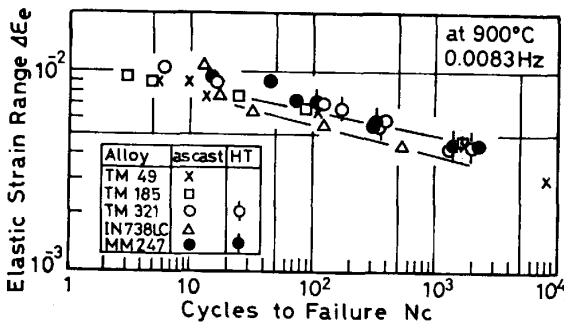 at 900°C
0.0083Hz
Elastic Strain Range ΔEe
10⁻²
10⁻³
Alloy ascast HT
TM 49 x
TM 185 □
TM 321 ○
IN738LC △
MM247 ●
1 10 10² 10³ 10⁴
Cycles to Failure Nc